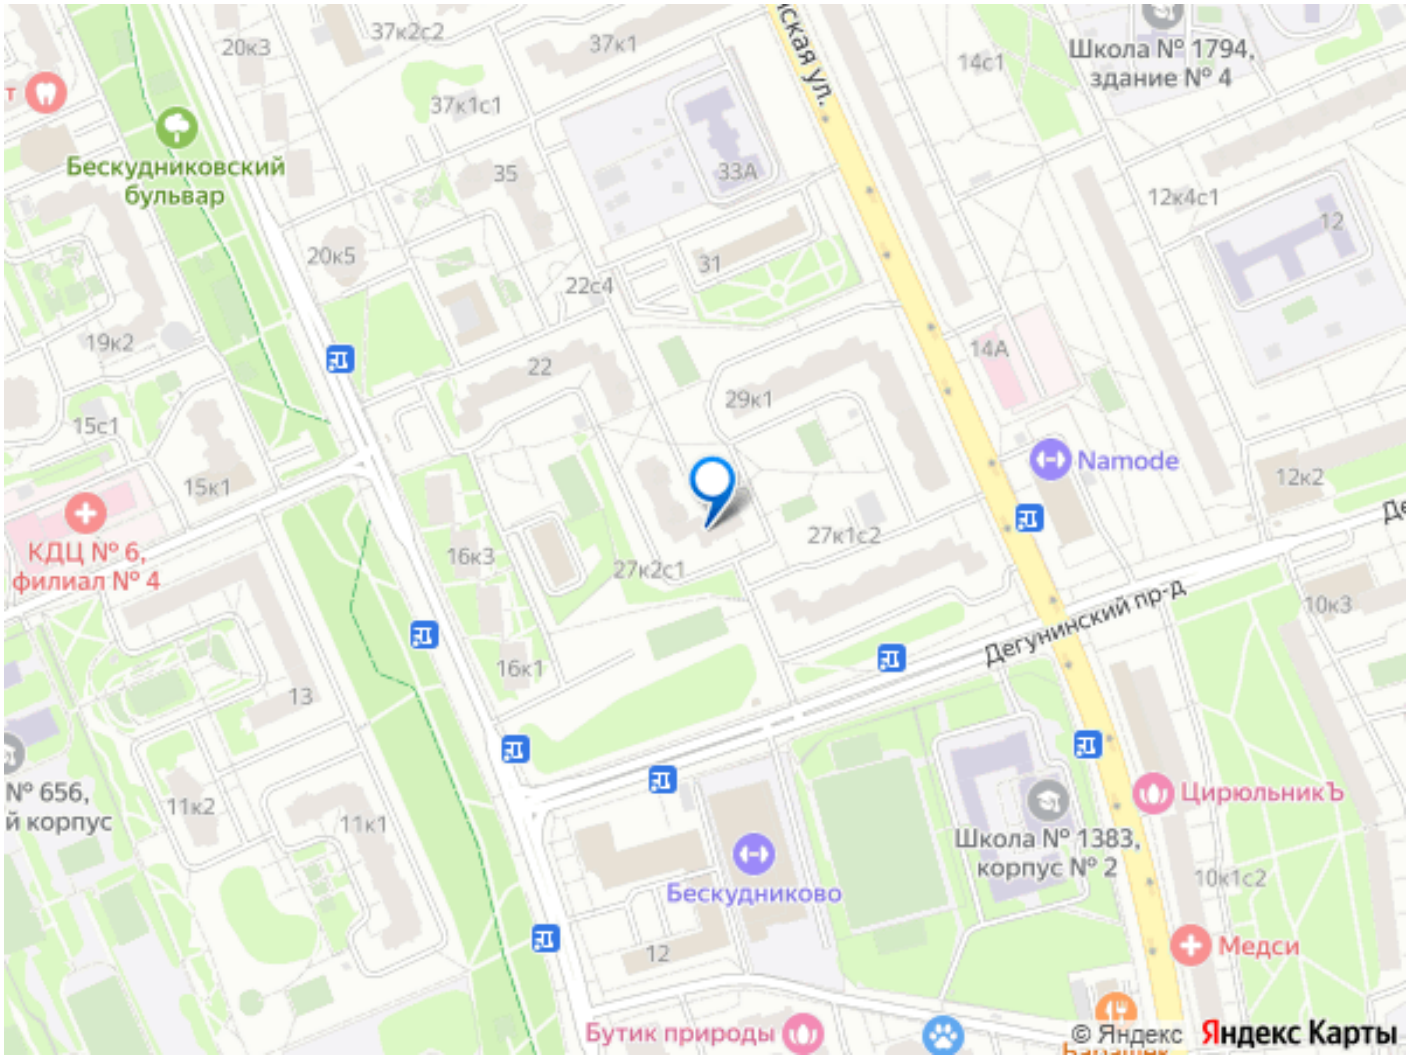 20к3
37к2с2
37к1
ская ул.
14с1
Школа № 1794,
здание № 4
т
37к1с1
Бескудниковский
бульвар
35
33А
12к4с1
12
20к5
31
22с4
19к2
22
14А
29к1
15с1
Namode
15к1
12к2
КДЦ № 6,
филиал № 4
16к3
27к2с1
27к1с2
Дегунинский пр-д
Де
10к3
16к1
13
№ 656,
й корпус
11к2
11к1
ЦирюльникЪ
Школа № 1383,
корпус № 2
Бескудниково
10к1с2
12
Медси
Бутик природы
© Яндекс Яндекс Карты